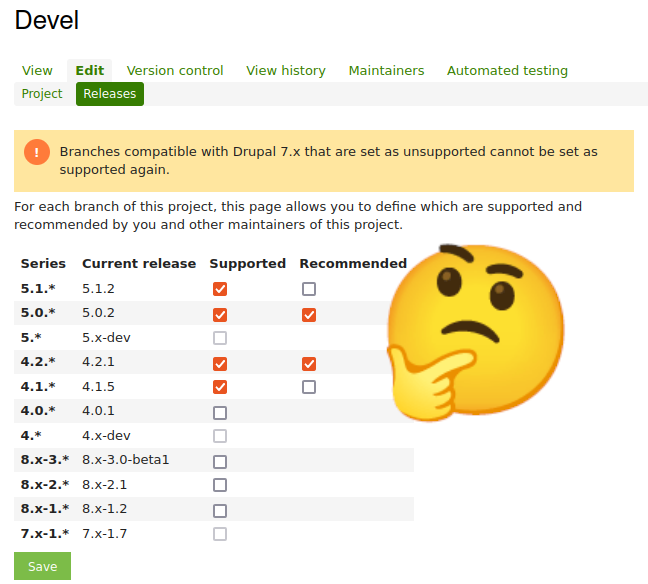 Devel
View Edit Version control View history Maintainers Automated testing
Project Releases
! Branches compatible with Drupal 7.x that are set as unsupported cannot be set as
supported again.
For each branch of this project, this page allows you to define which are supported and
recommended by you and other maintainers of this project.
Series Current release Supported Recommended
5.1.* 5.1.2
5.0.* 5.0.2
5.* 5.x-dev
4.2.* 4.2.1
4.1.* 4.1.5
4.0.* 4.0.1
4.* 4.x-dev
8.x-3.* 8.x-3.0-beta1
8.x-2.* 8.x-2.1
8.x-1.* 8.x-1.2
7.x-1.* 7.x-1.7
Save